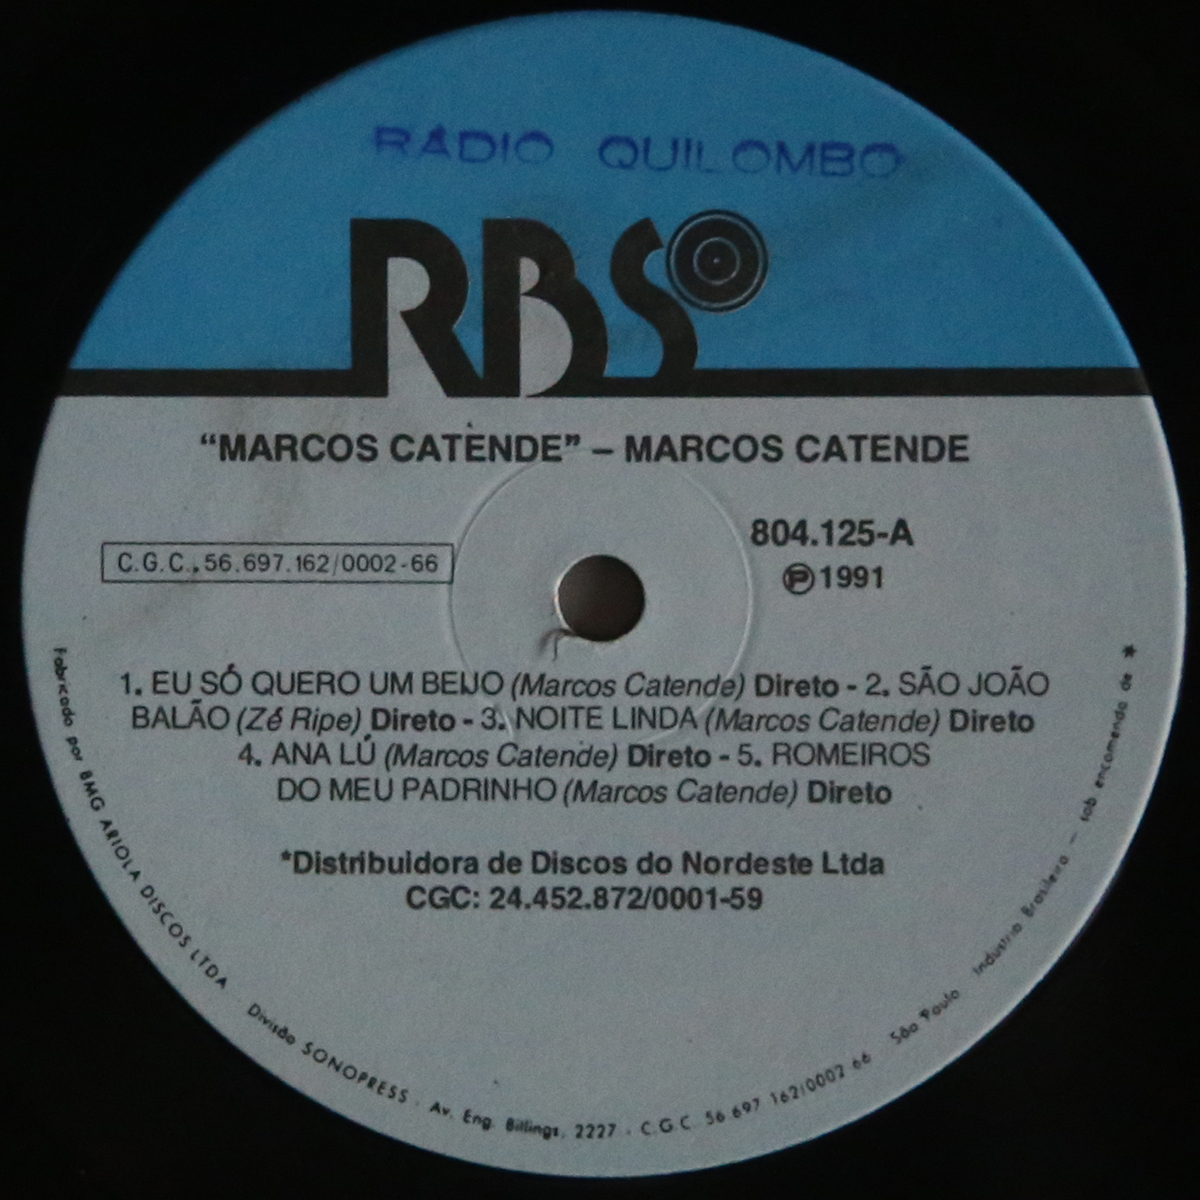 RÁDIO QUILOMBO
RBS
“MARCOS CATENDE” – MARCOS CATENDE
804.125-A
C.G.C. 56.697.162/0002-66
Ⓟ 1991
1. EU SÓ QUERO UM BEIJO (Marcos Catende) Direto - 2. SÃO JOÃO
BALÃO (Zé Ripe) Direto - 3. NOITE LINDA (Marcos Catende) Direto
4. ANA LÚ (Marcos Catende) Direto - 5. ROMEIROS
DO MEU PADRINHO (Marcos Catende) Direto
*Distribuidora de Discos do Nordeste Ltda
CGC: 24.452.872/0001-59
Fabricado por BMG ARIOLA DISCOS LTDA Divisão SONOPRESS . Av. Eng. Billings, 2227 . C.G.C. 56 697 162/0002 66 São Paulo Industria Brasileira – sob encomenda de *